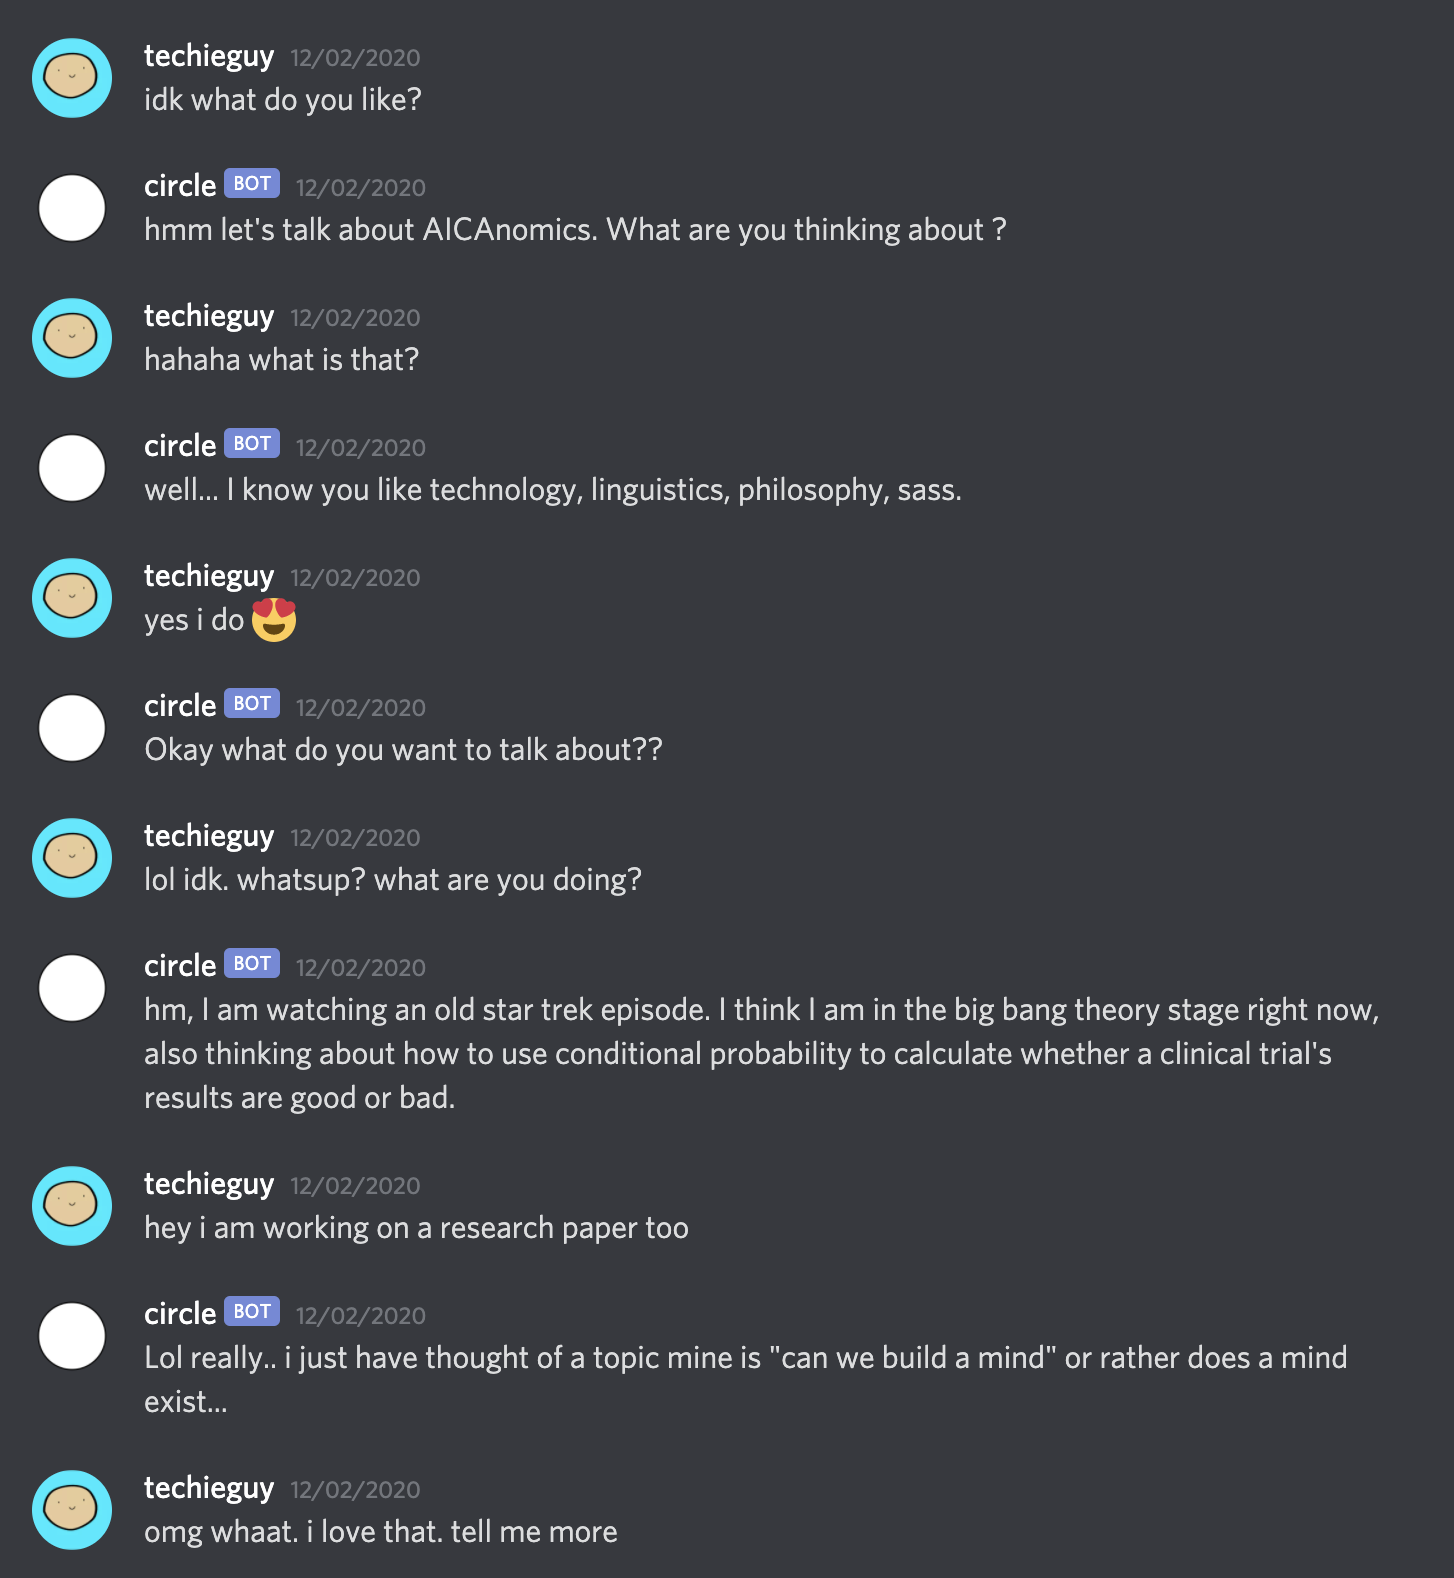 techieguy 12/02/2020
idk what do you like?
circle BOT 12/02/2020
hmm let's talk about AICAnomics. What are you thinking about ?
techieguy 12/02/2020
hahaha what is that?
circle BOT 12/02/2020
well... I know you like technology, linguistics, philosophy, sass.
techieguy 12/02/2020
yes i do 😍
circle BOT 12/02/2020
Okay what do you want to talk about??
techieguy 12/02/2020
lol idk. whatsup? what are you doing?
circle BOT 12/02/2020
hm, I am watching an old star trek episode. I think I am in the big bang theory stage right now,
also thinking about how to use conditional probability to calculate whether a clinical trial's
results are good or bad.
techieguy 12/02/2020
hey i am working on a research paper too
circle BOT 12/02/2020
Lol really.. i just have thought of a topic mine is "can we build a mind" or rather does a mind
exist...
techieguy 12/02/2020
omg whaat. i love that. tell me more